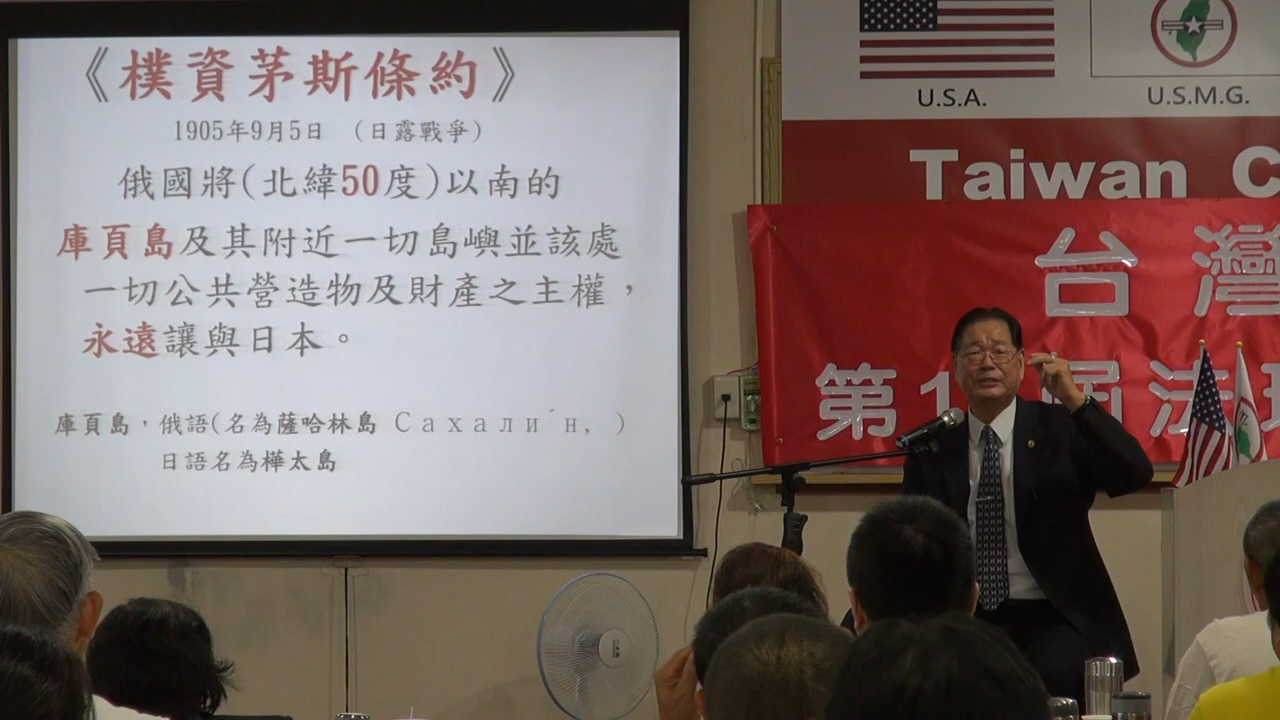 《樸資茅斯條約》
1905年9月5日 (日露戰爭)
俄國將(北緯50度)以南的
庫頁島及其附近一切島嶼並該處
一切公共營造物及財產之主權，
永遠讓與日本。
庫頁島，俄語(名為薩哈林島 Сахали́н, )
日語名為樺太島
U.S.A.
U.S.M.G.
Taiwan C
台灣
第1 屆法理